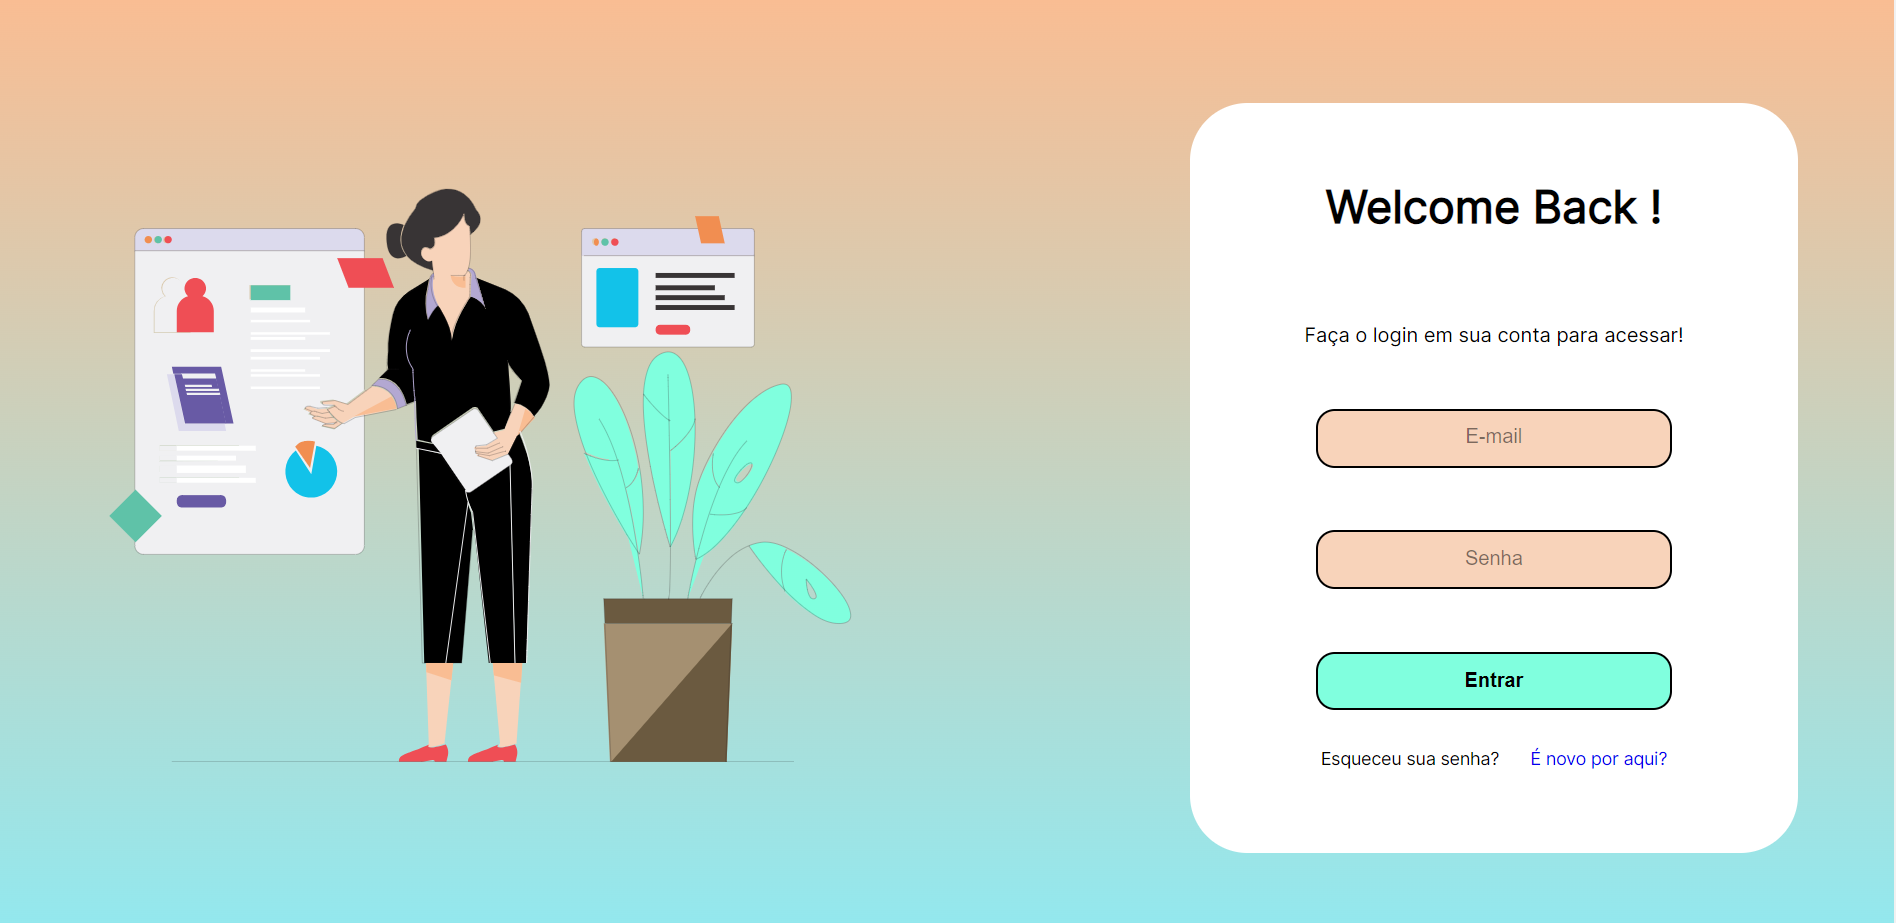 Welcome Back !
Faça o login em sua conta para acessar!
E-mail
Senha
Entrar
Esqueceu sua senha? É novo por aqui?